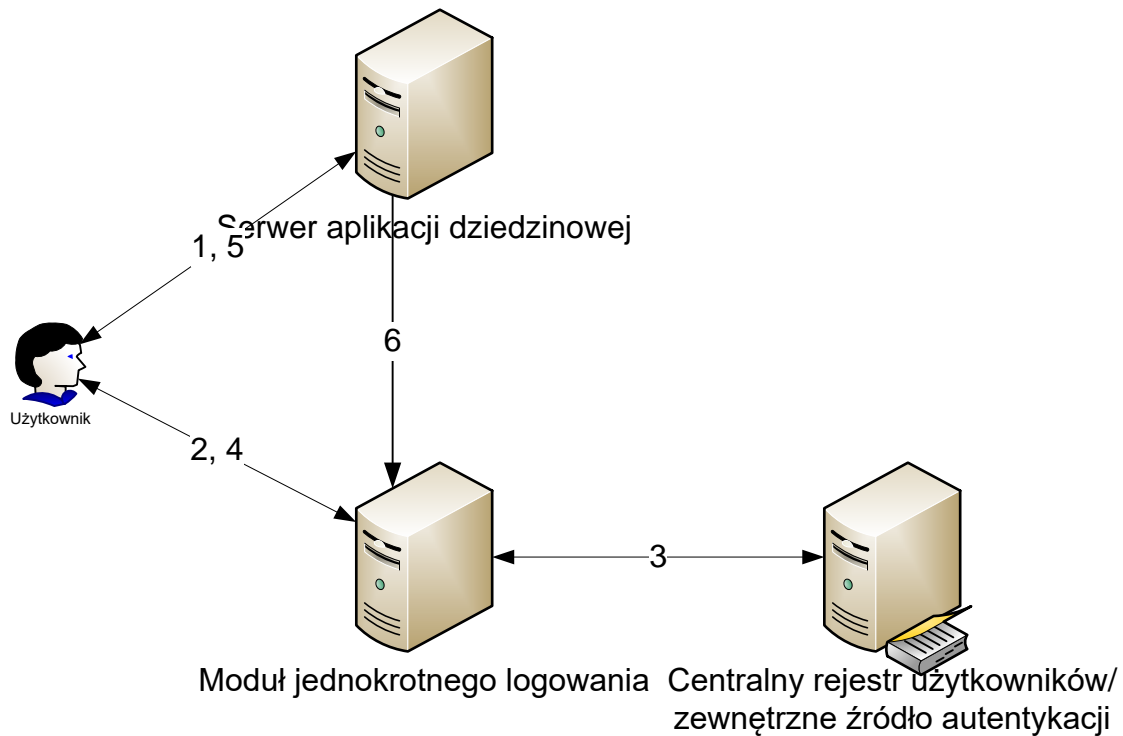 Serwer aplikacji dziedzinowej
1, 5
6
Użytkownik
2, 4
3
Moduł jednokrotnego logowania
Centralny rejestr użytkowników/
zewnętrzne źródło autentykacji